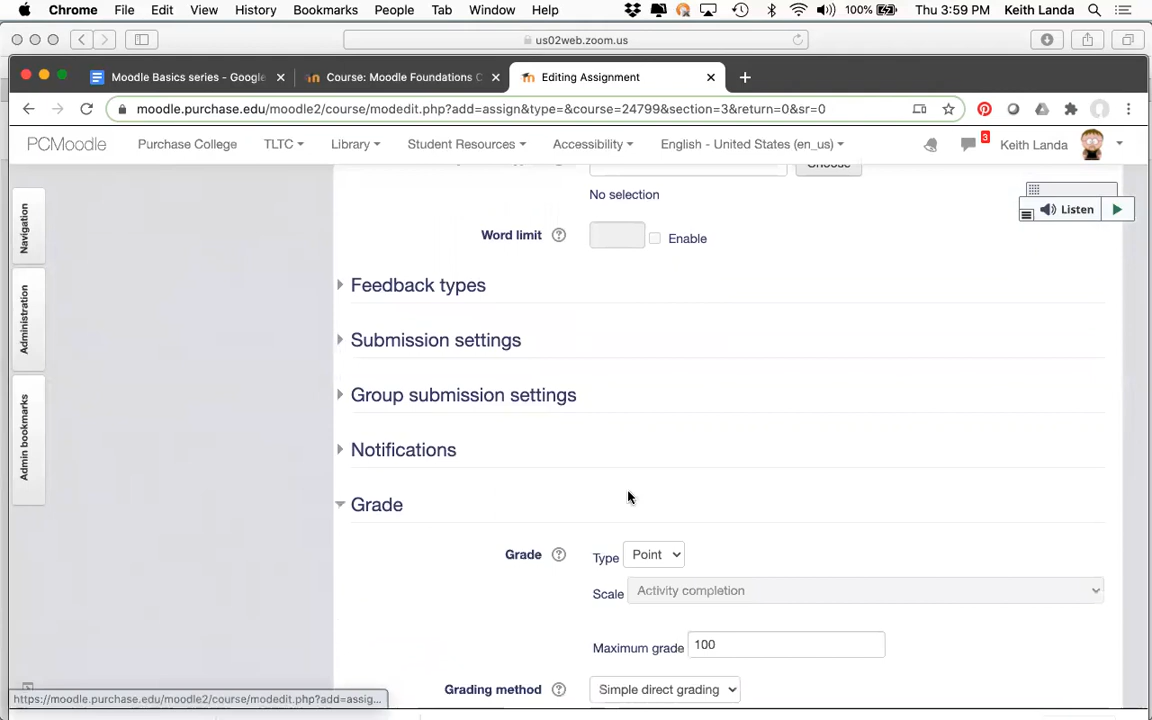 Chrome File Edit View History Bookmarks People Tab Window Help 100% Thu 3:59 PM Keith Landa
us02web.zoom.us
Moodle Basics series - Google Course: Moodle Foundations C Editing Assignment
moodle.purchase.edu/moodle2/course/modedit.php?add=assign&type=&course=24799&section=3&return=0&sr=0
PCMoodle Purchase College TLTC Library Student Resources Accessibility English - United States (en_us) 3 Keith Landa
Choose
No selection
Listen
Navigation
Word limit Enable
Feedback types
Administration
Submission settings
Group submission settings
Admin bookmarks
Notifications
Grade
Grade Type Point
Scale Activity completion
Maximum grade 100
Grading method Simple direct grading
https://moodle.purchase.edu/moodle2/course/modedit.php?add=assig...